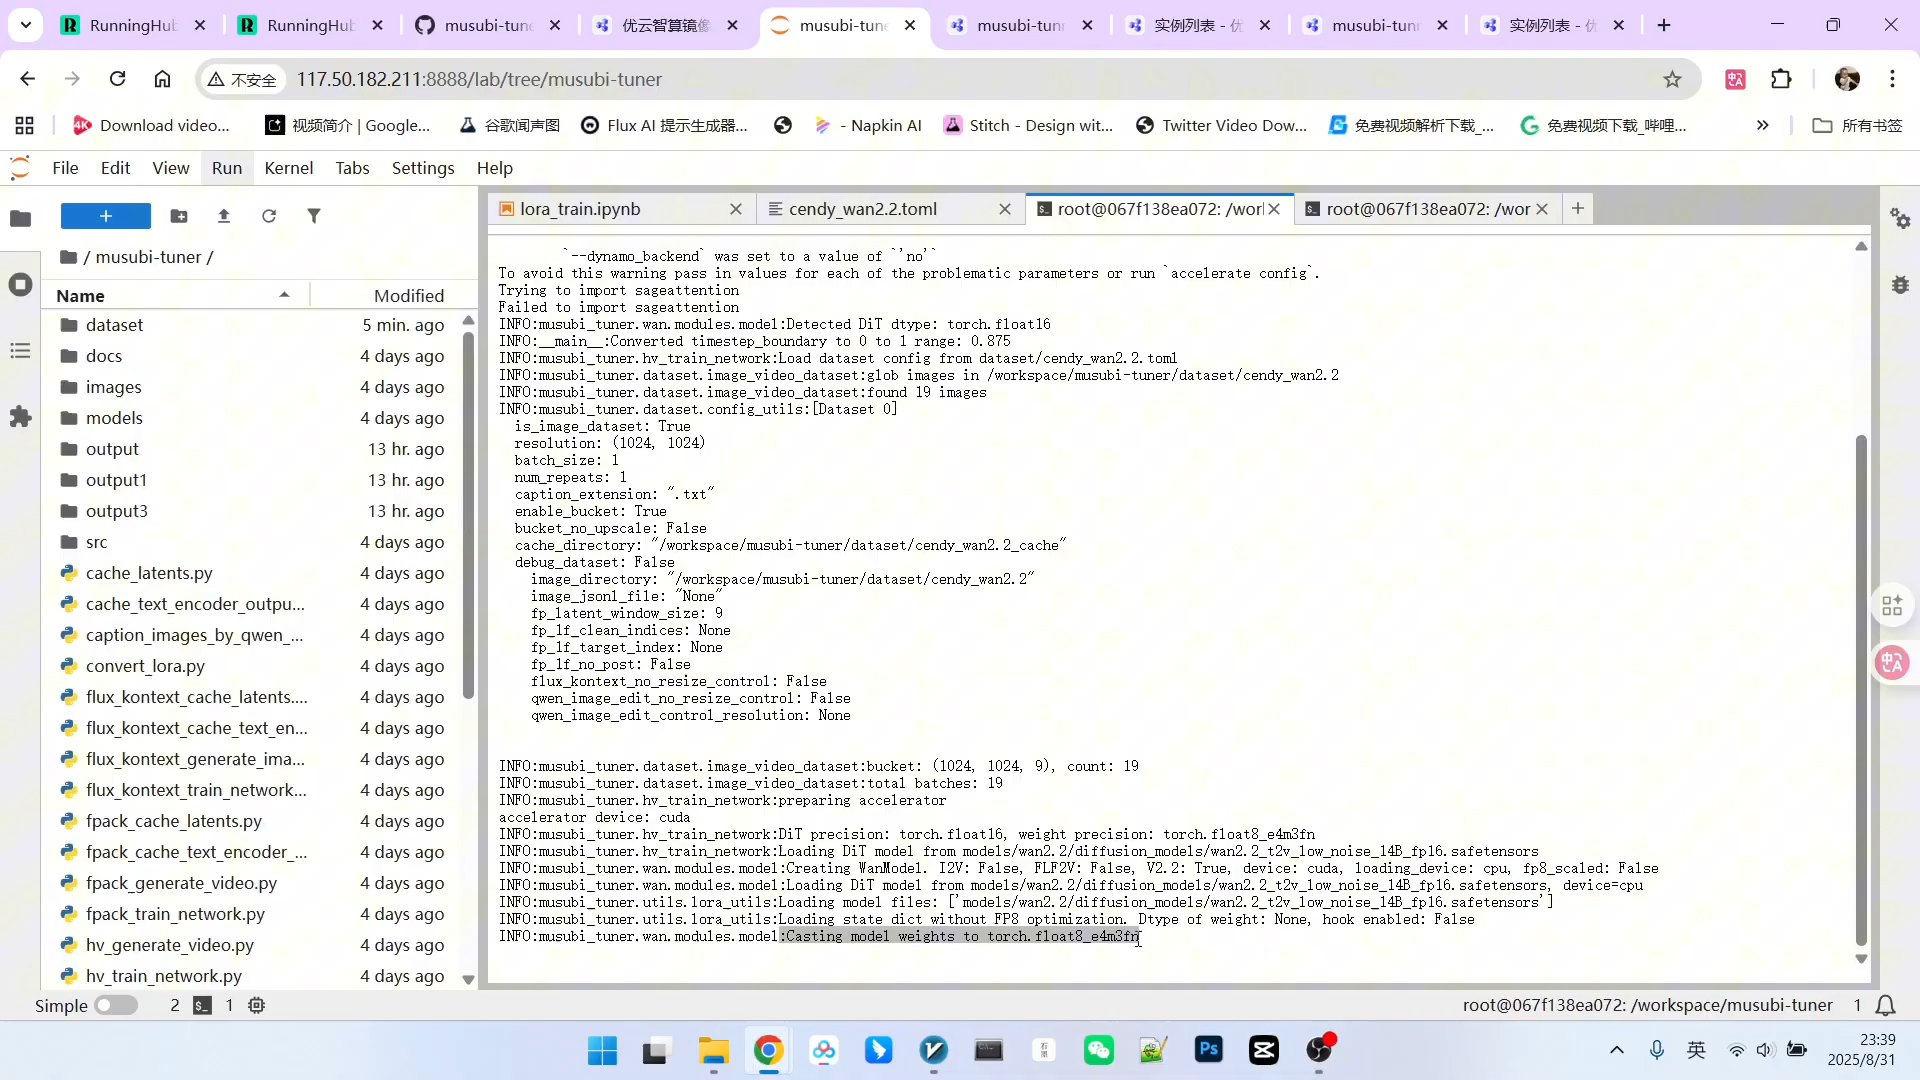 RunningHub
RunningHub
musubi-tune
优云智算镜像
musubi-tune
musubi-tun
实例列表 - 优
musubi-tun
实例列表 - 优
不安全
117.50.182.211:8888/lab/tree/musubi-tuner
Download video...
视频简介 | Google...
谷歌闻声图
Flux AI 提示生成器...
- Napkin AI
Stitch - Design wit...
Twitter Video Dow...
免费视频解析下载_...
免费视频下载_哔哩...
所有书签
File Edit View Run Kernel Tabs Settings Help
lora_train.ipynb
cendy_wan2.2.toml
root@067f138ea072: /worl
root@067f138ea072: /wor
/ musubi-tuner /
Name Modified
dataset 5 min. ago
docs 4 days ago
images 4 days ago
models 4 days ago
output 13 hr. ago
output1 13 hr. ago
output3 13 hr. ago
src 4 days ago
cache_latents.py 4 days ago
cache_text_encoder_outpu... 4 days ago
caption_images_by_qwen_... 4 days ago
convert_lora.py 4 days ago
flux_kontext_cache_latents.... 4 days ago
flux_kontext_cache_text_en... 4 days ago
flux_kontext_generate_ima... 4 days ago
flux_kontext_train_network... 4 days ago
fpack_cache_latents.py 4 days ago
fpack_cache_text_encoder_... 4 days ago
fpack_generate_video.py 4 days ago
fpack_train_network.py 4 days ago
hv_generate_video.py 4 days ago
hv_train_network.py 4 days ago
`--dynamo_backend` was set to a value of `'no'`
To avoid this warning pass in values for each of the problematic parameters or run `accelerate config`.
Trying to import sageattention
Failed to import sageattention
INFO:musubi_tuner.wan.modules.model:Detected DiT dtype: torch.float16
INFO:__main__:Converted timestep_boundary to 0 to 1 range: 0.875
INFO:musubi_tuner.hv_train_network:Load dataset config from dataset/cendy_wan2.2.toml
INFO:musubi_tuner.dataset.image_video_dataset:glob images in /workspace/musubi-tuner/dataset/cendy_wan2.2
INFO:musubi_tuner.dataset.image_video_dataset:found 19 images
INFO:musubi_tuner.dataset.config_utils:[Dataset 0]
is_image_dataset: True
resolution: (1024, 1024)
batch_size: 1
num_repeats: 1
caption_extension: ".txt"
enable_bucket: True
bucket_no_upscale: False
cache_directory: "/workspace/musubi-tuner/dataset/cendy_wan2.2_cache"
debug_dataset: False
image_directory: "/workspace/musubi-tuner/dataset/cendy_wan2.2"
image_jsonl_file: "None"
fp_latent_window_size: 9
fp_1f_clean_indices: None
fp_1f_target_index: None
fp_1f_no_post: False
flux_kontext_no_resize_control: False
qwen_image_edit_no_resize_control: False
qwen_image_edit_control_resolution: None
INFO:musubi_tuner.dataset.image_video_dataset:bucket: (1024, 1024, 9), count: 19
INFO:musubi_tuner.dataset.image_video_dataset:total batches: 19
INFO:musubi_tuner.hv_train_network:preparing accelerator
accelerator device: cuda
INFO:musubi_tuner.hv_train_network:DiT precision: torch.float16, weight precision: torch.float8_e4m3fn
INFO:musubi_tuner.hv_train_network:Loading DiT model from models/wan2.2/diffusion_models/wan2.2_t2v_low_noise_14B_fp16.safetensors
INFO:musubi_tuner.wan.modules.model:Creating WanModel. I2V: False, FLF2V: False, V2.2: True, device: cuda, loading_device: cpu, fp8_scaled: False
INFO:musubi_tuner.wan.modules.model:Loading DiT model from models/wan2.2/diffusion_models/wan2.2_t2v_low_noise_14B_fp16.safetensors, device=cpu
INFO:musubi_tuner.utils.lora_utils:Loading model files: ['models/wan2.2/diffusion_models/wan2.2_t2v_low_noise_14B_fp16.safetensors']
INFO:musubi_tuner.utils.lora_utils:Loading state dict without FP8 optimization. Dtype of weight: None, hook enabled: False
INFO:musubi_tuner.wan.modules.model:Casting model weights to torch.float8_e4m3fn
Simple 2 1
root@067f138ea072: /workspace/musubi-tuner 1
英
23:39
2025/8/31